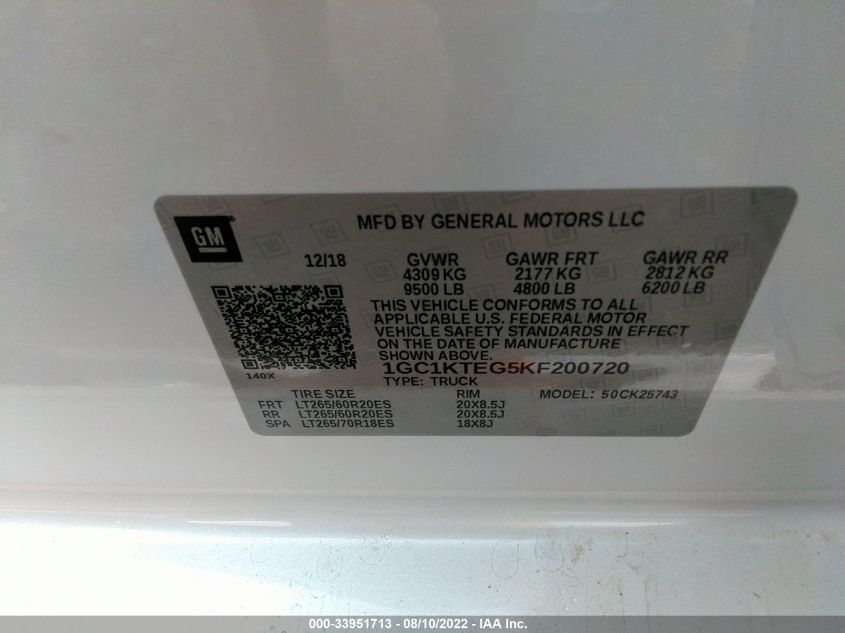 GM
MFD BY GENERAL MOTORS LLC
12/18 GVWR GAWR FRT GAWR RR
4309 KG 2177 KG 2812 KG
9500 LB 4800 LB 6200 LB
THIS VEHICLE CONFORMS TO ALL
APPLICABLE U.S. FEDERAL MOTOR
VEHICLE SAFETY STANDARDS IN EFFECT
ON THE DATE OF MANUFACTURE
SHOWN ABOVE.
140X
1GC1KTEG5KF200720
TYPE: TRUCK
TIRE SIZE RIM MODEL: 50CK25743
FRT LT265/60R20ES 20X8.5J
RR LT265/60R20ES 20X8.5J
SPA LT265/70R18ES 18X8J
000-33951713 - 08/10/2022 - IAA Inc.